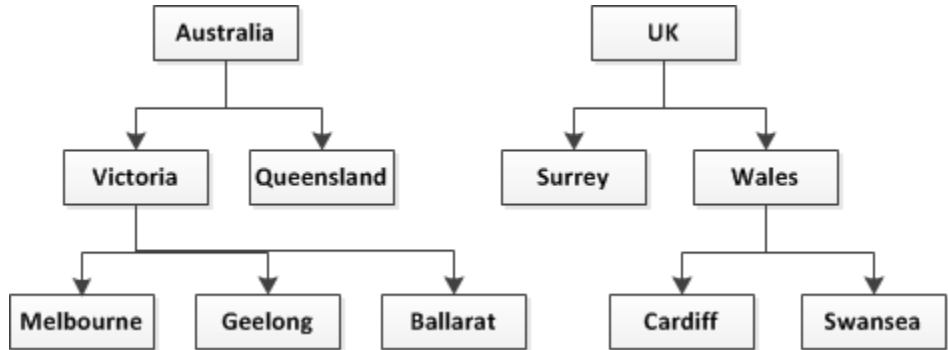 Australia
UK
Victoria
Queensland
Surrey
Wales
Melbourne
Geelong
Ballarat
Cardiff
Swansea